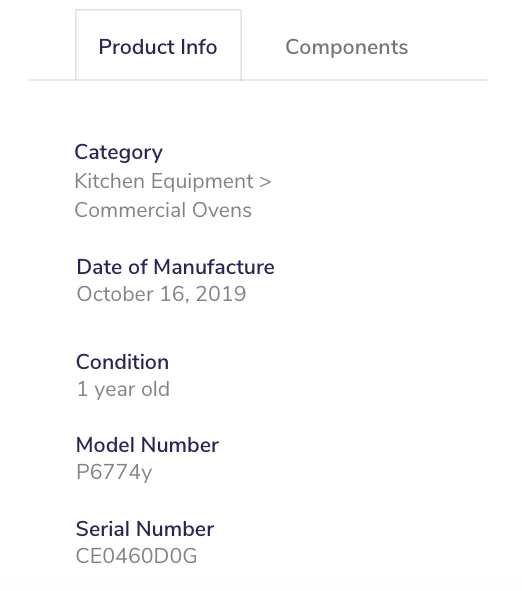 Product Info
Components
Category
Kitchen Equipment >
Commercial Ovens
Date of Manufacture
October 16, 2019
Condition
1 year old
Model Number
P6774y
Serial Number
CE0460D0G